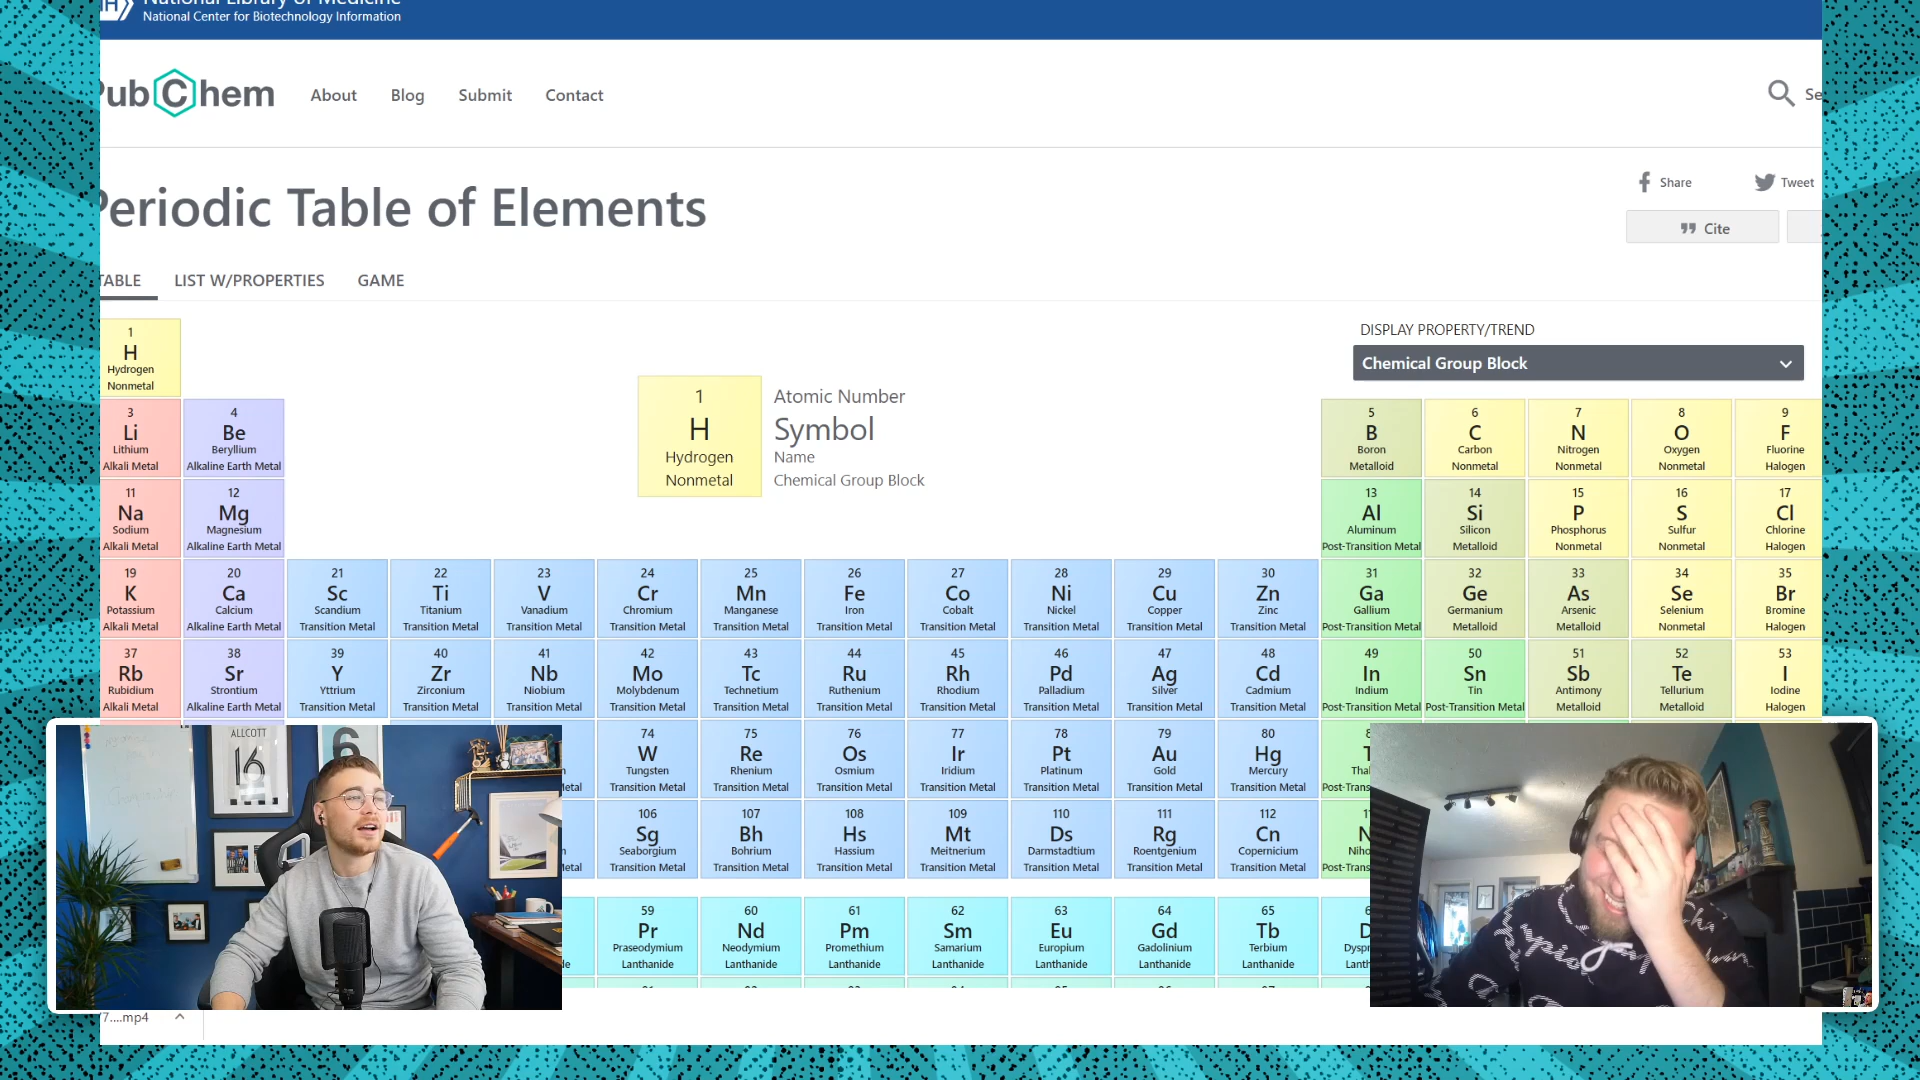 National Library of Medicine
National Center for Biotechnology Information
PubChem
About Blog Submit Contact
Periodic Table of Elements
Share Tweet
Cite
TABLE LIST W/PROPERTIES GAME
DISPLAY PROPERTY/TREND
Chemical Group Block
1
H
Hydrogen
Nonmetal
1 Atomic Number
H Symbol
Hydrogen Name
Nonmetal Chemical Group Block
3 4 5 6 7 8 9
Li Be B C N O F
Lithium Beryllium Boron Carbon Nitrogen Oxygen Fluorine
Alkali Metal Alkaline Earth Metal Metalloid Nonmetal Nonmetal Nonmetal Halogen
11 12 13 14 15 16 17
Na Mg Al Si P S Cl
Sodium Magnesium Aluminum Silicon Phosphorus Sulfur Chlorine
Alkali Metal Alkaline Earth Metal Post-Transition Metal Metalloid Nonmetal Nonmetal Halogen
19 20 21 22 23 24 25 26 27 28 29 30 31 32 33 34 35
K Ca Sc Ti V Cr Mn Fe Co Ni Cu Zn Ga Ge As Se Br
Potassium Calcium Scandium Titanium Vanadium Chromium Manganese Iron Cobalt Nickel Copper Zinc Gallium Germanium Arsenic Selenium Bromine
Alkali Metal Alkaline Earth Metal Transition Metal Transition Metal Transition Metal Transition Metal Transition Metal Transition Metal Transition Metal Transition Metal Transition Metal Transition Metal Post-Transition Metal Metalloid Metalloid Nonmetal Halogen
37 38 39 40 41 42 43 44 45 46 47 48 49 50 51 52 53
Rb Sr Y Zr Nb Mo Tc Ru Rh Pd Ag Cd In Sn Sb Te I
Rubidium Strontium Yttrium Zirconium Niobium Molybdenum Technetium Ruthenium Rhodium Palladium Silver Cadmium Indium Tin Antimony Tellurium Iodine
Alkali Metal Alkaline Earth Metal Transition Metal Transition Metal Transition Metal Transition Metal Transition Metal Transition Metal Transition Metal Transition Metal Transition Metal Transition Metal Post-Transition Metal Post-Transition Metal Metalloid Metalloid Halogen
74 75 76 77 78 79 80
W Re Os Ir Pt Au Hg
Tungsten Rhenium Osmium Iridium Platinum Gold Mercury
Transition Metal Transition Metal Transition Metal Transition Metal Transition Metal Transition Metal Transition Metal
106 107 108 109 110 111 112
Sg Bh Hs Mt Ds Rg Cn
Seaborgium Bohrium Hassium Meitnerium Darmstadtium Roentgenium Copernicium
Transition Metal Transition Metal Transition Metal Transition Metal Transition Metal Transition Metal Transition Metal
59 60 61 62 63 64 65
Pr Nd Pm Sm Eu Gd Tb
Praseodymium Neodymium Promethium Samarium Europium Gadolinium Terbium
Lanthanide Lanthanide Lanthanide Lanthanide Lanthanide Lanthanide Lanthanide
ALLCOTT
16
6
7....mp4